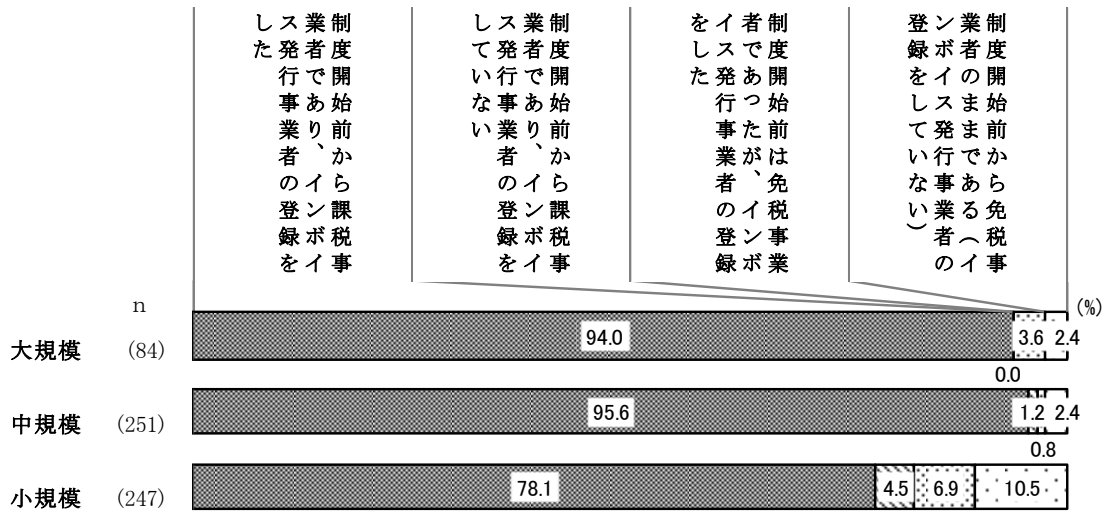 制度開始前から課税事
業者であり、インボイ
ス発行事業者の登録を
した
制度開始前から課税事
業者であり、インボイ
ス発行事業者の登録を
していない
制度開始前は免税事業
者であったが、インボ
イス発行事業者の登録
をした
制度開始前から免税事
業者のままである（イ
ンボイス発行事業者の
登録をしていない）
n (%)
大規模 (84) 94.0 3.6 2.4
0.0
中規模 (251) 95.6 1.2 2.4
0.8
小規模 (247) 78.1 4.5 6.9 10.5